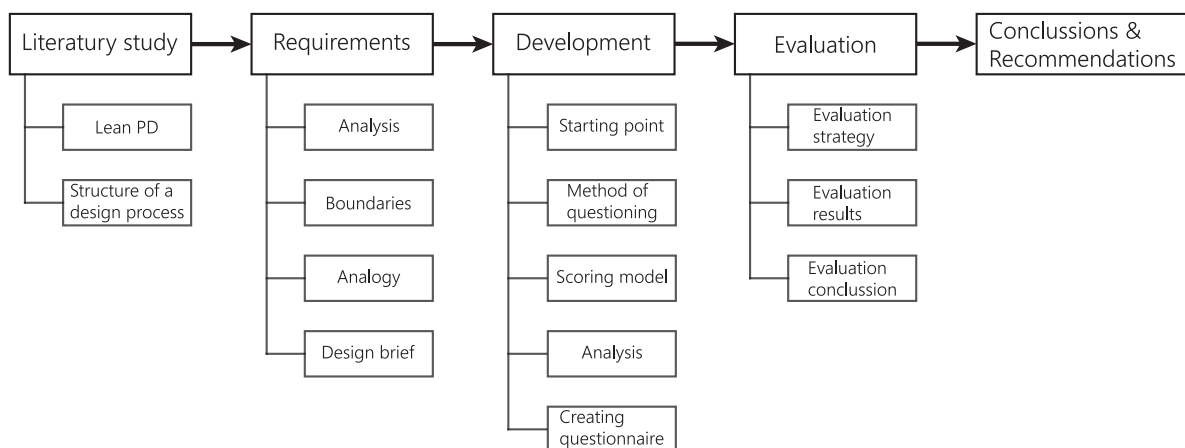 Literatury study
Lean PD
Structure of a
design process
Requirements
Analysis
Boundaries
Analogy
Design brief
Development
Starting point
Method of
questioning
Scoring model
Analysis
Creating
questionnaire
Evaluation
Evaluation
strategy
Evaluation
results
Evaluation
conclussion
Conclussions &
Recommendations